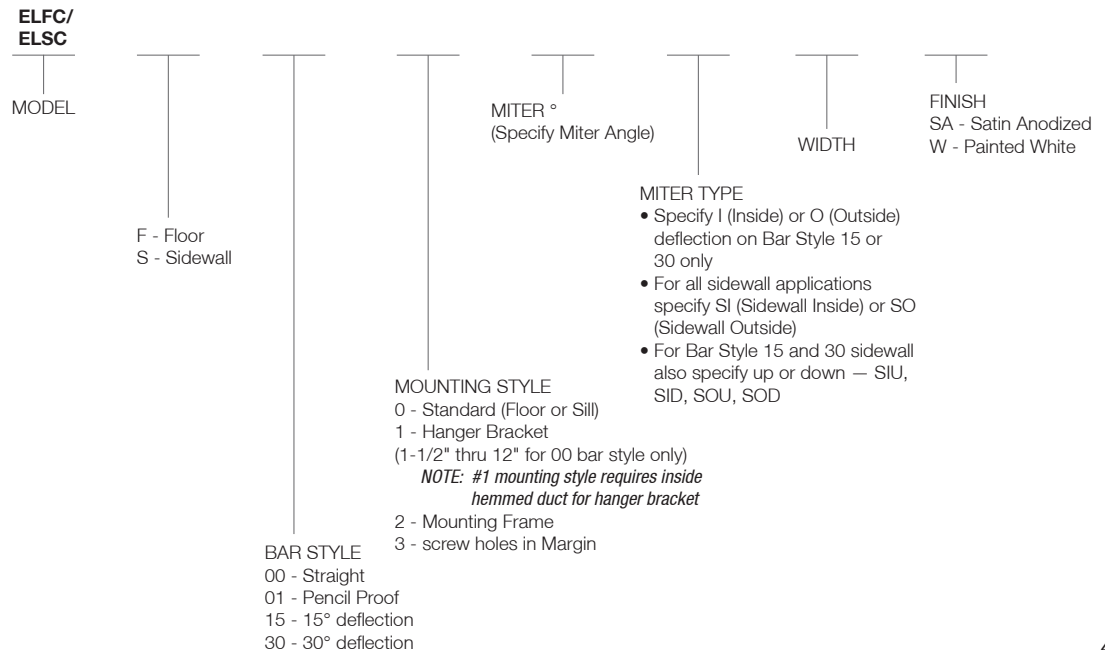 ELFC/
ELSC
MODEL
F - Floor
S - Sidewall
BAR STYLE
00 - Straight
01 - Pencil Proof
15 - 15° deflection
30 - 30° deflection
MOUNTING STYLE
0 - Standard (Floor or Sill)
1 - Hanger Bracket
(1-1/2" thru 12" for 00 bar style only)
NOTE: #1 mounting style requires inside
hemmed duct for hanger bracket
2 - Mounting Frame
3 - screw holes in Margin
MITER °
(Specify Miter Angle)
MITER TYPE
• Specify I (Inside) or O (Outside)
deflection on Bar Style 15 or
30 only
• For all sidewall applications
specify SI (Sidewall Inside) or SO
(Sidewall Outside)
• For Bar Style 15 and 30 sidewall
also specify up or down — SIU,
SID, SOU, SOD
WIDTH
FINISH
SA - Satin Anodized
W - Painted White